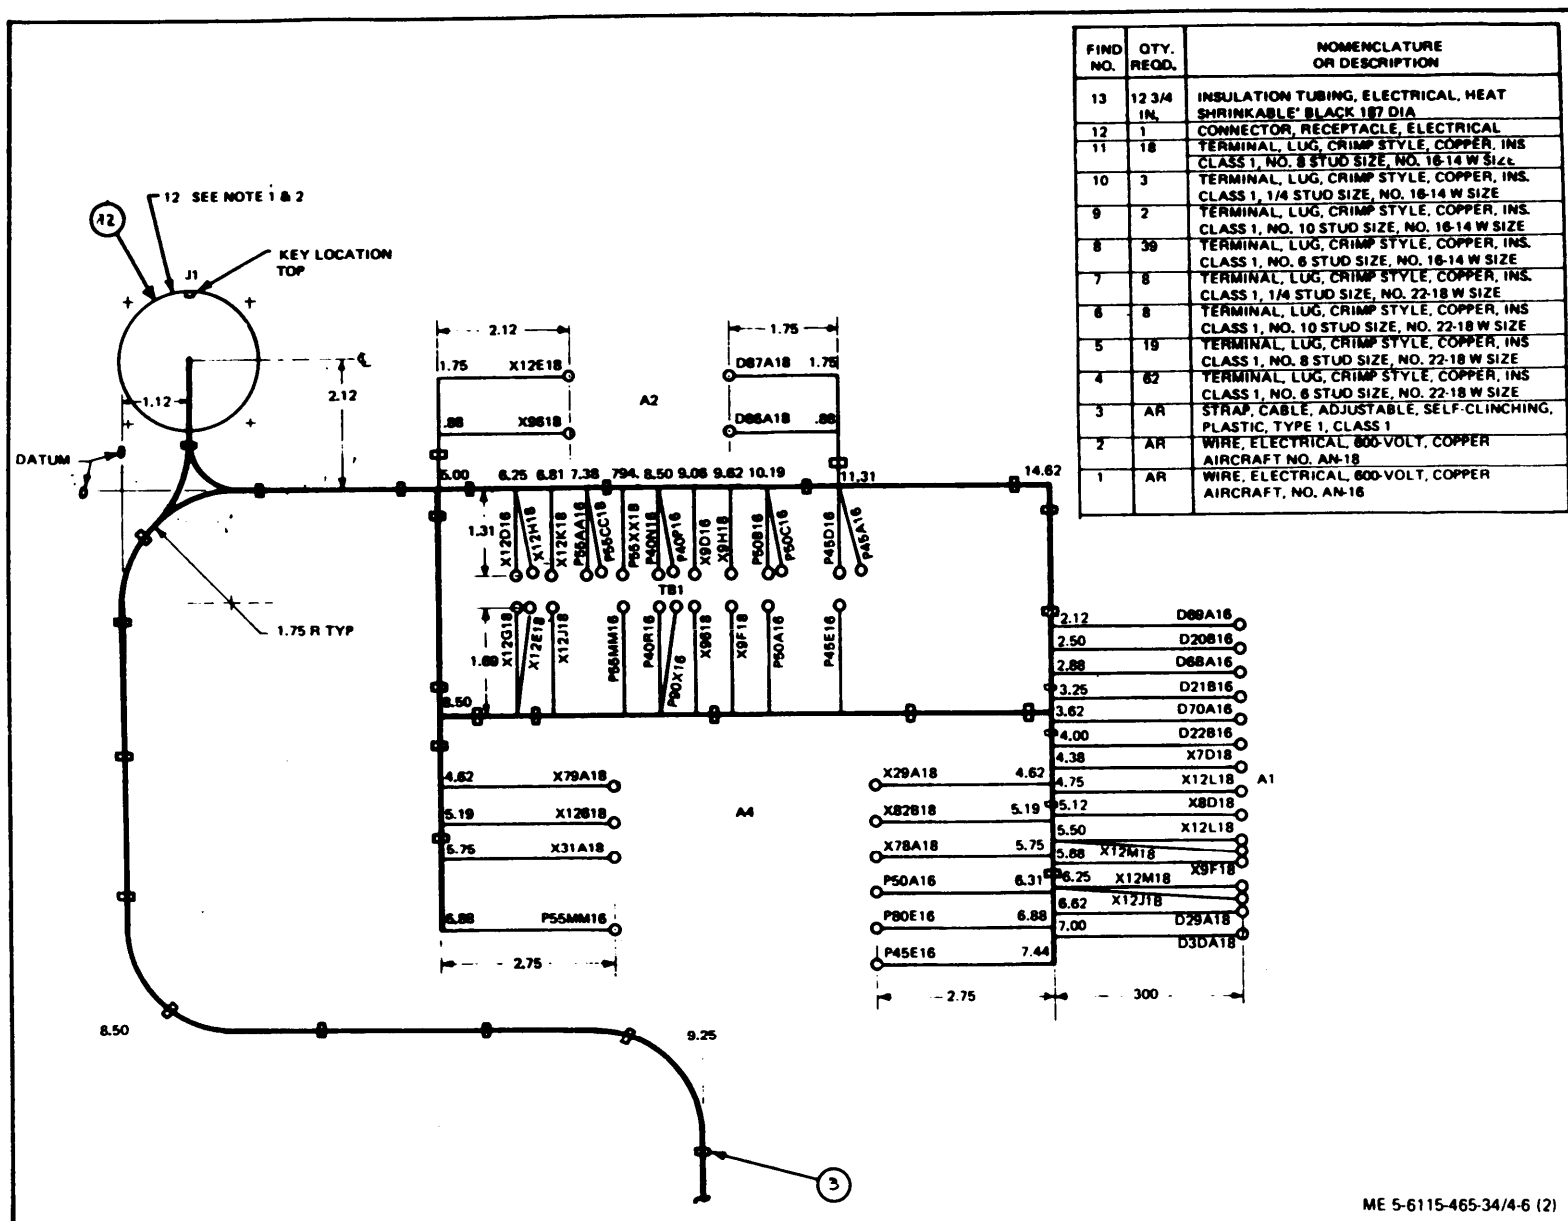 FIND NO. QTY. REQD. NOMENCLATURE OR DESCRIPTION
13 12 3/4 IN, INSULATION TUBING, ELECTRICAL, HEAT
SHRINKABLE' BLACK 187 DIA
12 1 CONNECTOR, RECEPTACLE, ELECTRICAL
11 18 TERMINAL, LUG, CRIMP STYLE, COPPER, INS
CLASS 1, NO. 8 STUD SIZE, NO. 16-14 W SIZE
10 3 TERMINAL, LUG, CRIMP STYLE, COPPER, INS.
CLASS 1, 1/4 STUD SIZE, NO. 16-14 W SIZE
9 2 TERMINAL, LUG, CRIMP STYLE, COPPER, INS.
CLASS 1, NO. 10 STUD SIZE, NO. 16-14 W SIZE
8 39 TERMINAL, LUG, CRIMP STYLE, COPPER, INS.
CLASS 1, NO. 6 STUD SIZE, NO. 16-14 W SIZE
7 8 TERMINAL, LUG, CRIMP STYLE, COPPER, INS.
CLASS 1, 1/4 STUD SIZE, NO. 22-18 W SIZE
6 8 TERMINAL, LUG, CRIMP STYLE, COPPER, INS
CLASS 1, NO. 10 STUD SIZE, NO. 22-18 W SIZE
5 19 TERMINAL, LUG, CRIMP STYLE, COPPER, INS
CLASS 1, NO. 8 STUD SIZE, NO. 22-18 W SIZE
4 62 TERMINAL, LUG, CRIMP STYLE, COPPER, INS
CLASS 1, NO. 6 STUD SIZE, NO. 22-18 W SIZE
3 AR STRAP, CABLE, ADJUSTABLE, SELF-CLINCHING,
PLASTIC, TYPE 1, CLASS 1
2 AR WIRE, ELECTRICAL, 600-VOLT, COPPER
AIRCRAFT NO. AN-18
1 AR WIRE, ELECTRICAL, 600-VOLT, COPPER
AIRCRAFT, NO. AN-16
12
12 SEE NOTE 1 & 2
KEY LOCATION
TOP
J1
2.12
1.12
DATUM
1.75 R TYP
2.12
1.75
1.75 X12E18
D87A18 1.75
A2
.88 X9618
D86A18 .88
5.00 6.25 6.81 7.38 794. 8.50 9.06 9.62 10.19 11.31 14.62
1.31
X12D16
X12H18
X12K18
P55AA16
P55CC16
P55XX18
P40N16
P40P16
X9D16
X9H18
P50B16
P50C16
P45D16
P45A16
TB1
1.69
X12G18
X12E18
X12J18
P55MM16
P40R16
P90X16
X9618
X9F18
P50A16
P45E16
8.50
4.62 X79A18
5.19 X12618
5.75 X31A18
6.88 P55MM16
2.75
A4
X29A18 4.62
X82B18 5.19
X78A18 5.75
P50A16 6.31
P80E16 6.88
P45E16 7.44
2.75
2.12 D69A16
2.50 D20B16
2.88 D68A16
3.25 D21B16
3.62 D70A16
4.00 D22B16
4.38 X7D18
4.75 X12L18
A1
5.12 X8D18
5.50 X12L18
5.88 X12M18
X9F18
6.25 X12M18
X12J1B
6.62
D29A18
7.00
D3DA18
300
8.50
9.25
3
ME 5-6115-465-34/4-6 (2)